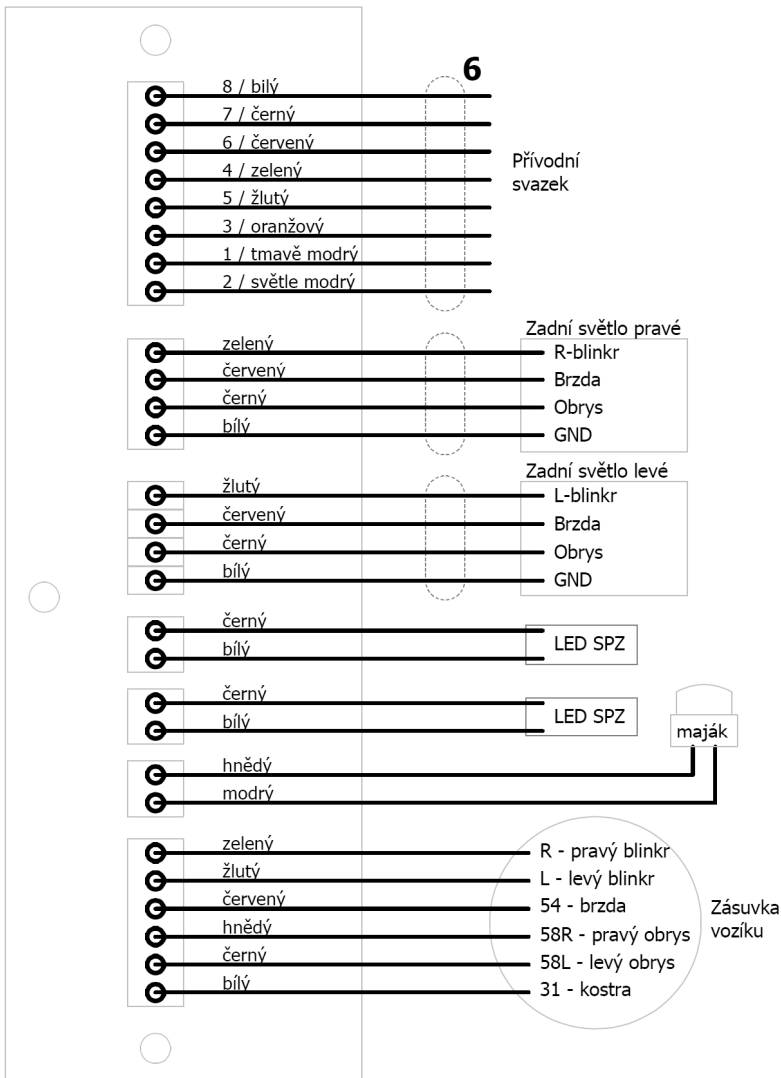 6
8 / bilý
7 / černý
6 / červený
4 / zelený
5 / žlutý
3 / oranžový
1 / tmavě modrý
2 / světle modrý
Přívodní
svazek
Zadní světlo pravé
zelený R-blinkr
červený Brzda
černý Obrys
bílý GND
Zadní světlo levé
žlutý L-blinkr
červený Brzda
černý Obrys
bílý GND
černý
bílý
LED SPZ
černý
bílý
LED SPZ
maják
hnědý
modrý
zelený R - pravý blinkr
žlutý L - levý blinkr
červený 54 - brzda
hnědý 58R - pravý obrys
černý 58L - levý obrys
bílý 31 - kostra
Zásuvka
vozíku